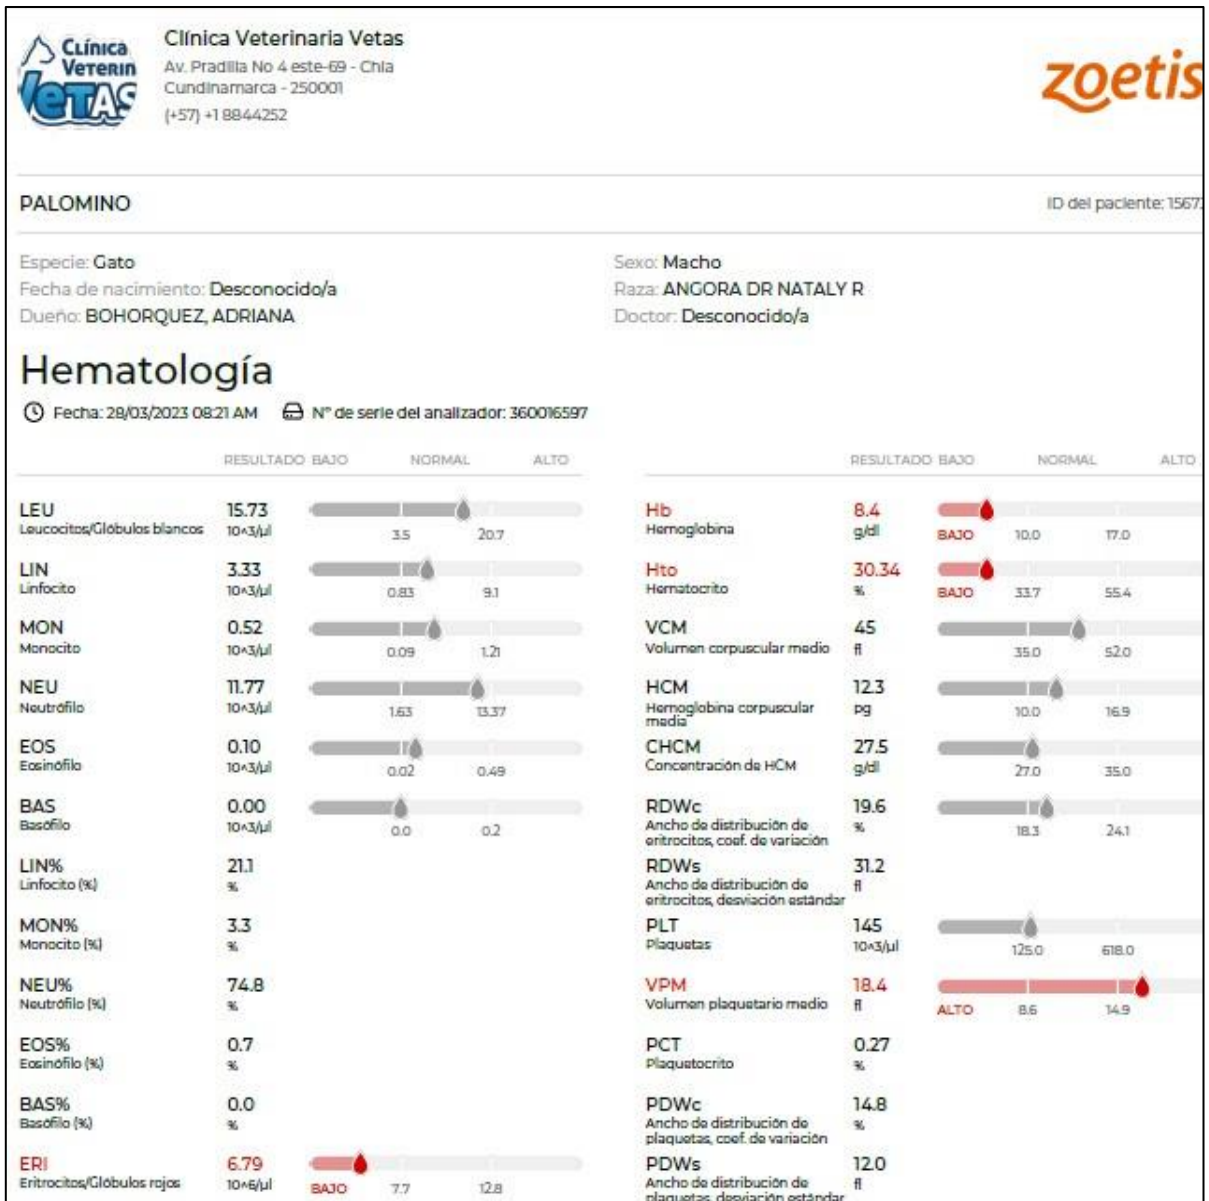 CLÍNICA
VETERIN
VETAS
Clínica Veterinaria Vetas
Av. Pradilla No 4 este-69 - Chia
Cundinamarca - 250001
(+57) +1 8844252
zoetis
PALOMINO
ID del paciente: 1567
Especie: Gato
Sexo: Macho
Fecha de nacimiento: Desconocido/a
Raza: ANGORA DR NATALY R
Dueño: BOHORQUEZ, ADRIANA
Doctor: Desconocido/a
Hematología
Fecha: 28/03/2023 08:21 AM Nº de serie del analizador: 360016597
RESULTADO BAJO NORMAL ALTO
LEU 15.73
Leucocitos/Glóbulos blancos 10^3/µl 3.5 20.7
LIN 3.33
Linfocito 10^3/µl 0.83 9.1
MON 0.52
Monocito 10^3/µl 0.09 1.21
NEU 11.77
Neutrófilo 10^3/µl 1.63 13.37
EOS 0.10
Eosinófilo 10^3/µl 0.02 0.49
BAS 0.00
Basófilo 10^3/µl 0.0 0.2
LIN% 21.1
Linfocito (%) %
MON% 3.3
Monocito (%) %
NEU% 74.8
Neutrófilo (%) %
EOS% 0.7
Eosinófilo (%) %
BAS% 0.0
Basófilo (%) %
ERI 6.79
Eritrocitos/Glóbulos rojos 10^6/µl BAJO 7.7 12.8
RESULTADO BAJO NORMAL ALTO
Hb 8.4
Hemoglobina g/dl BAJO 10.0 17.0
Hto 30.34
Hematocrito % BAJO 33.7 55.4
VCM 45
Volumen corpuscular medio fl 35.0 52.0
HCM 12.3
Hemoglobina corpuscular pg 10.0 16.9
media
CHCM 27.5
Concentración de HCM g/dl 27.0 35.0
RDWc 19.6
Ancho de distribución de % 18.3 24.1
eritrocitos, coef. de variación
RDWs 31.2
Ancho de distribución de fl
eritrocitos, desviación estándar
PLT 145
Plaquetas 10^3/µl 125.0 618.0
VPM 18.4
Volumen plaquetario medio fl ALTO 8.6 14.9
PCT 0.27
Plaquetocrito %
PDWc 14.8
Ancho de distribución de %
plaquetas, coef. de variación
PDWs 12.0
Ancho de distribución de fl
plaquetas, desviación estándar